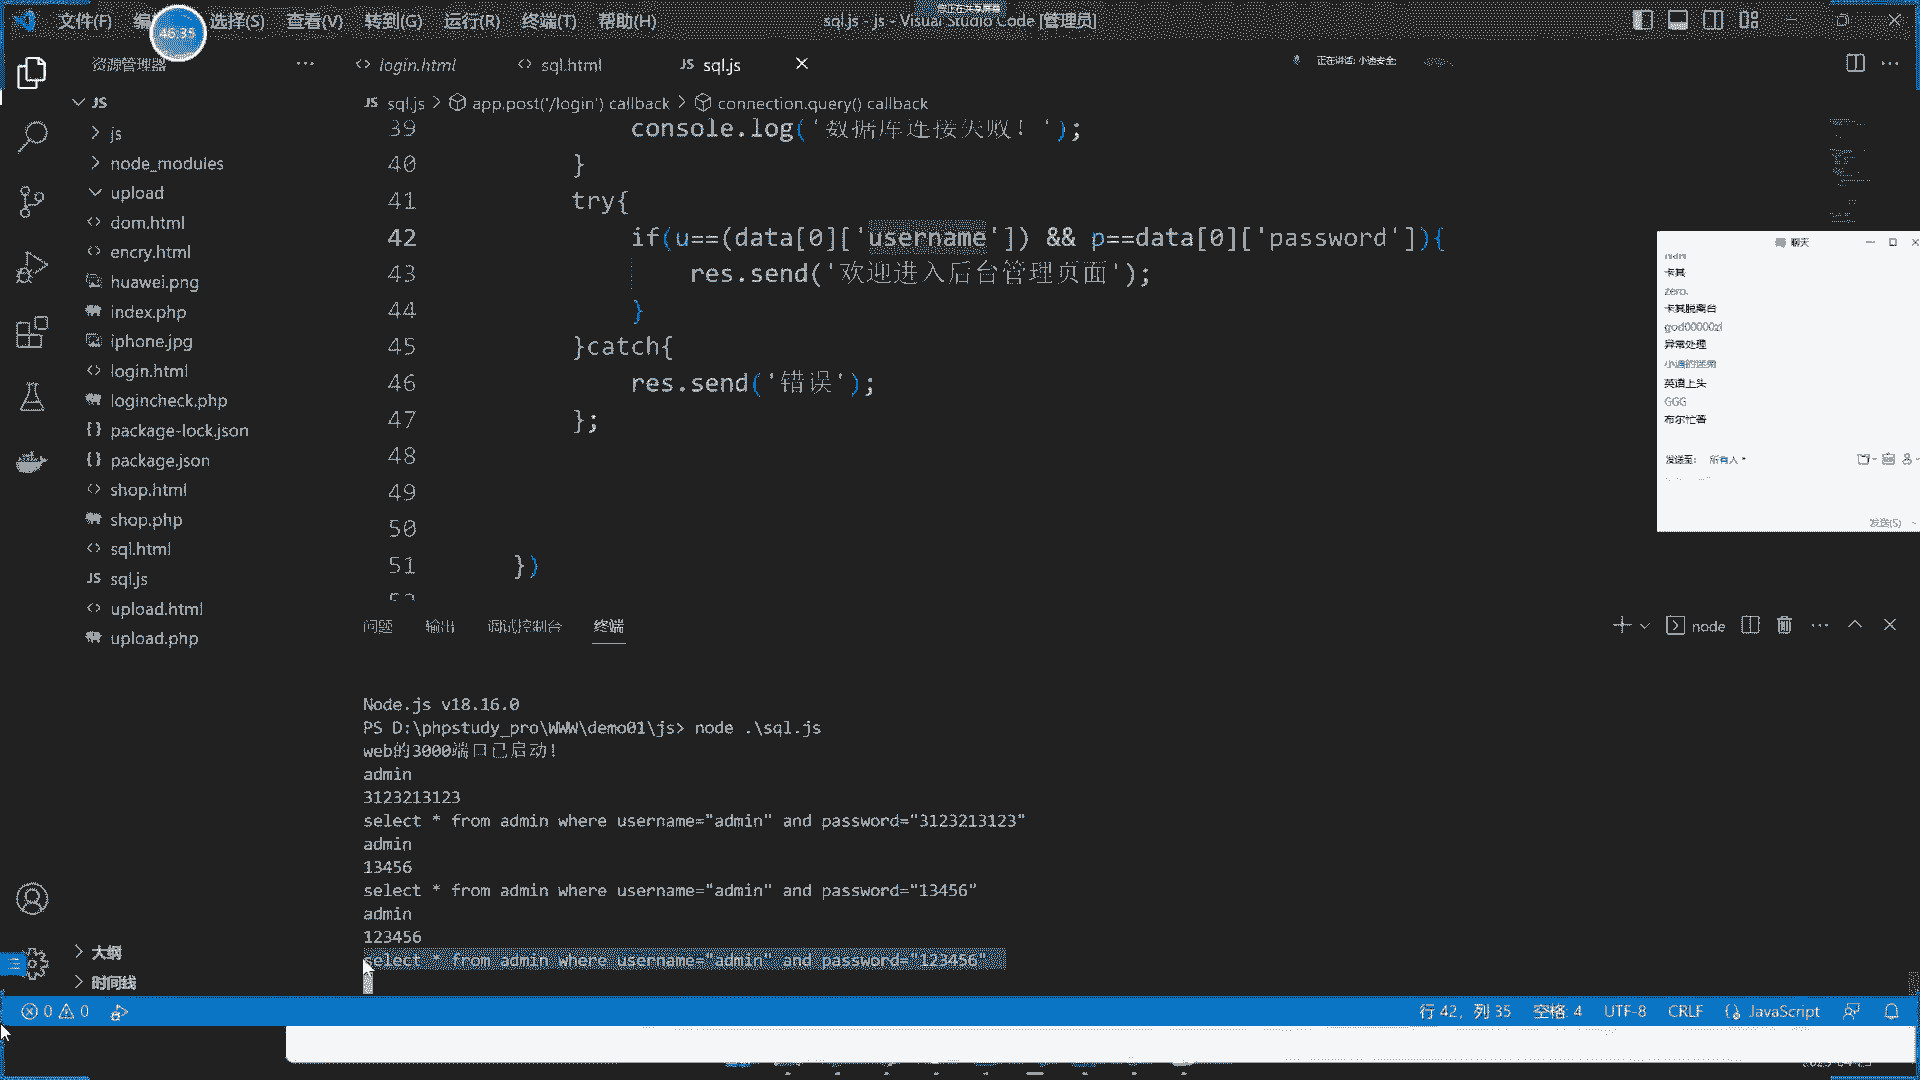 文件(F) 选择(S) 查看(V) 转到(G) 运行(R) 终端(T) 帮助(H)
46:35
sql.js - js - Visual Studio Code [管理员]
资源管理器
login.html
sql.html
JS sql.js
正在讲话: 小迪安全
JS
js
node_modules
upload
dom.html
encry.html
huawei.png
index.php
iphone.jpg
login.html
logincheck.php
package-lock.json
package.json
shop.html
shop.php
sql.html
JS sql.js
upload.html
upload.php
大纲
时间线
JS sql.js > app.post('/login') callback > connection.query() callback
39 console.log('数据库连接失败! ');
40 }
41 try{
42 if(u==(data[0]['username']) && p==data[0]['password']){
43 res.send('欢迎进入后台管理页面');
44 }
45 }catch{
46 res.send('错误');
47 };
48
49
50
51 })
聊天
卡其
zero.
卡其脱离台
god00000zi
异常处理
英语上头
GGG
布尔忙著
发送至: 所有人
发送(S)
问题 输出 调试控制台 终端
node
Node.js v18.16.0
PS D:\phpstudy_pro\WWW\demo01\js> node .\sql.js
web的3000端口已启动!
admin
3123213123
select * from admin where username="admin" and password="3123213123"
admin
13456
select * from admin where username="admin" and password="13456"
admin
123456
select * from admin where username="admin" and password="123456"
0 0
行 42, 列 35 空格: 4 UTF-8 CRLF JavaScript